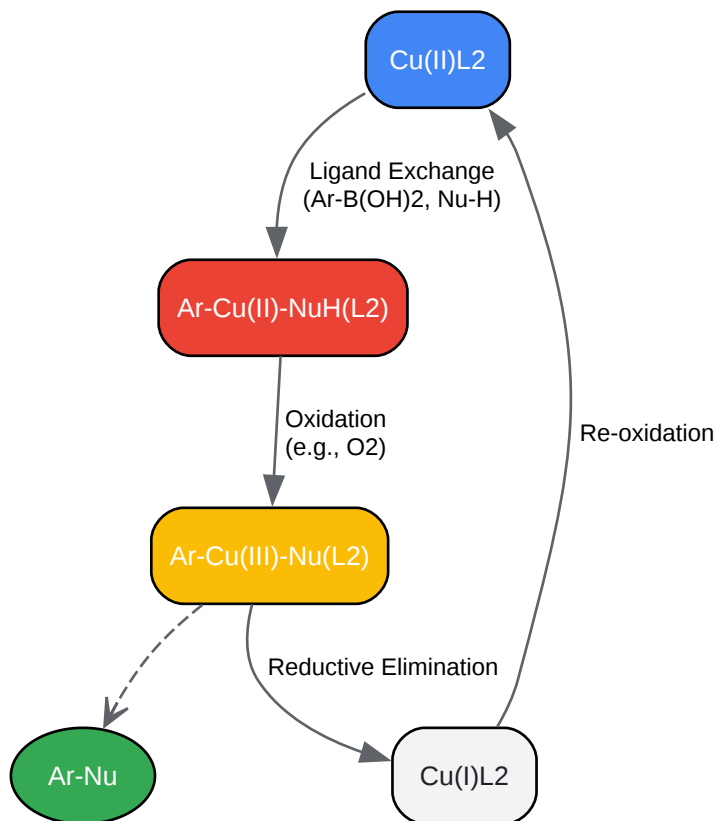 Cu(II)L2
Ligand Exchange
(Ar-B(OH)2, Nu-H)
Ar-Cu(II)-NuH(L2)
Oxidation
(e.g., O2)
Re-oxidation
Ar-Cu(III)-Nu(L2)
Reductive Elimination
Ar-Nu
Cu(I)L2